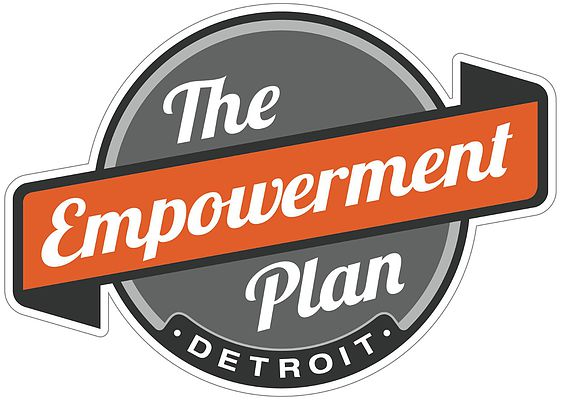 The
Empowerment
Plan
• DETROIT •